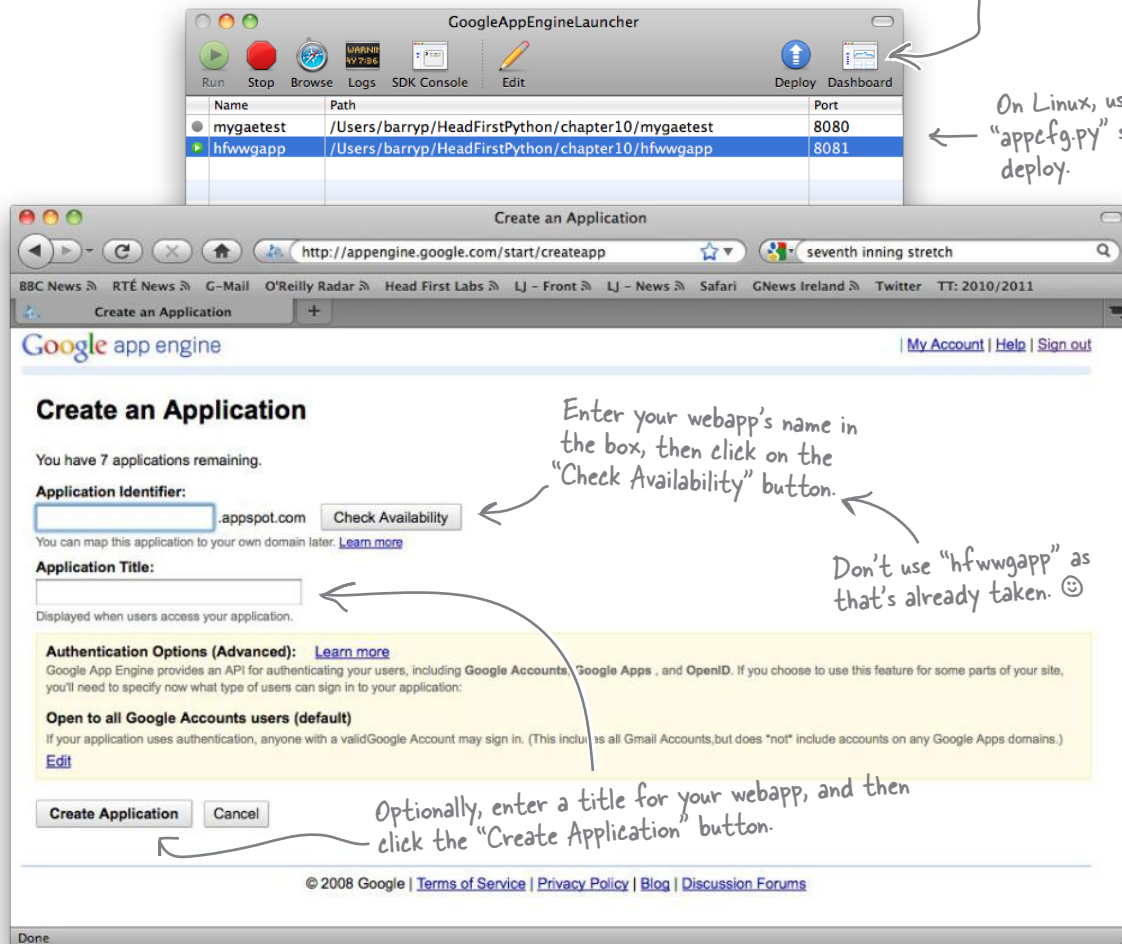 GoogleAppEngineLauncher
Run Stop Browse Logs SDK Console Edit Deploy Dashboard
Name Path Port
mygaetest /Users/barryp/HeadFirstPython/chapter10/mygaetest 8080
hfwwgapp /Users/barryp/HeadFirstPython/chapter10/hfwwgapp 8081
On Linux, us
"appcfg.py" s
deploy.
Create an Application
http://appengine.google.com/start/createapp
seventh inning stretch
BBC News RTÉ News G-Mail O'Reilly Radar Head First Labs LJ - Front LJ - News Safari GNews Ireland Twitter TT: 2010/2011
Create an Application +
Google app engine
| My Account | Help | Sign out
Create an Application
You have 7 applications remaining.
Application Identifier:
.appspot.com Check Availability
You can map this application to your own domain later. Learn more
Enter your webapp's name in
the box, then click on the
"Check Availability" button.
Don't use "hfwwgapp" as
that's already taken. ☺
Application Title:
Displayed when users access your application.
Authentication Options (Advanced): Learn more
Google App Engine provides an API for authenticating your users, including Google Accounts, Google Apps , and OpenID. If you choose to use this feature for some parts of your site,
you'll need to specify now what type of users can sign in to your application:
Open to all Google Accounts users (default)
If your application uses authentication, anyone with a validGoogle Account may sign in. (This includes all Gmail Accounts,but does *not* include accounts on any Google Apps domains.)
Edit
Create Application Cancel
Optionally, enter a title for your webapp, and then
click the "Create Application" button.
© 2008 Google | Terms of Service | Privacy Policy | Blog | Discussion Forums
Done